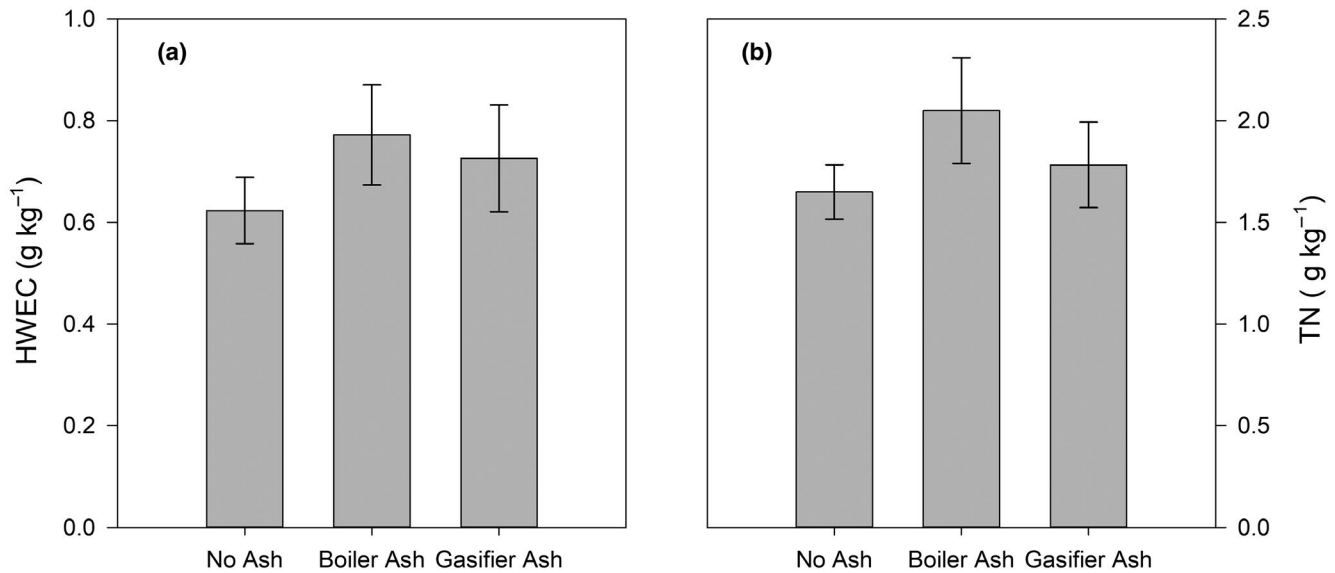 (a)
HWEC (g kg⁻¹)
1.0
0.8
0.6
0.4
0.2
0.0
No Ash Boiler Ash Gasifier Ash
(b)
TN ( g kg⁻¹)
2.5
2.0
1.5
1.0
0.5
0.0
No Ash Boiler Ash Gasifier Ash